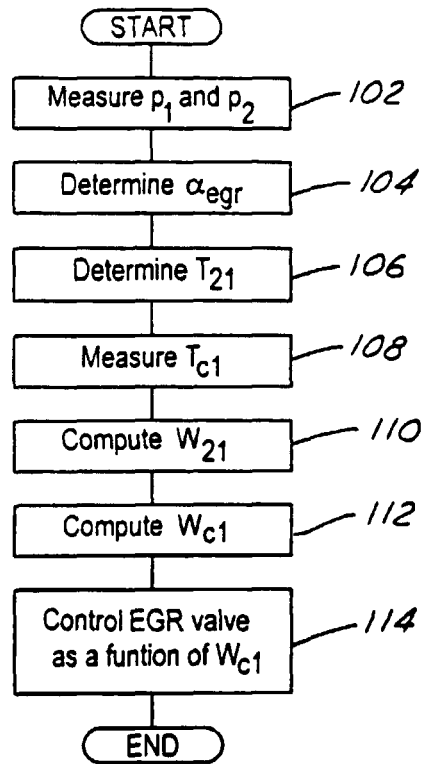 START
Measure p1 and p2 102
Determine αegr 104
Determine T21 106
Measure Tc1 108
Compute W21 110
Compute Wc1 112
Control EGR valve
as a funtion of Wc1 114
END